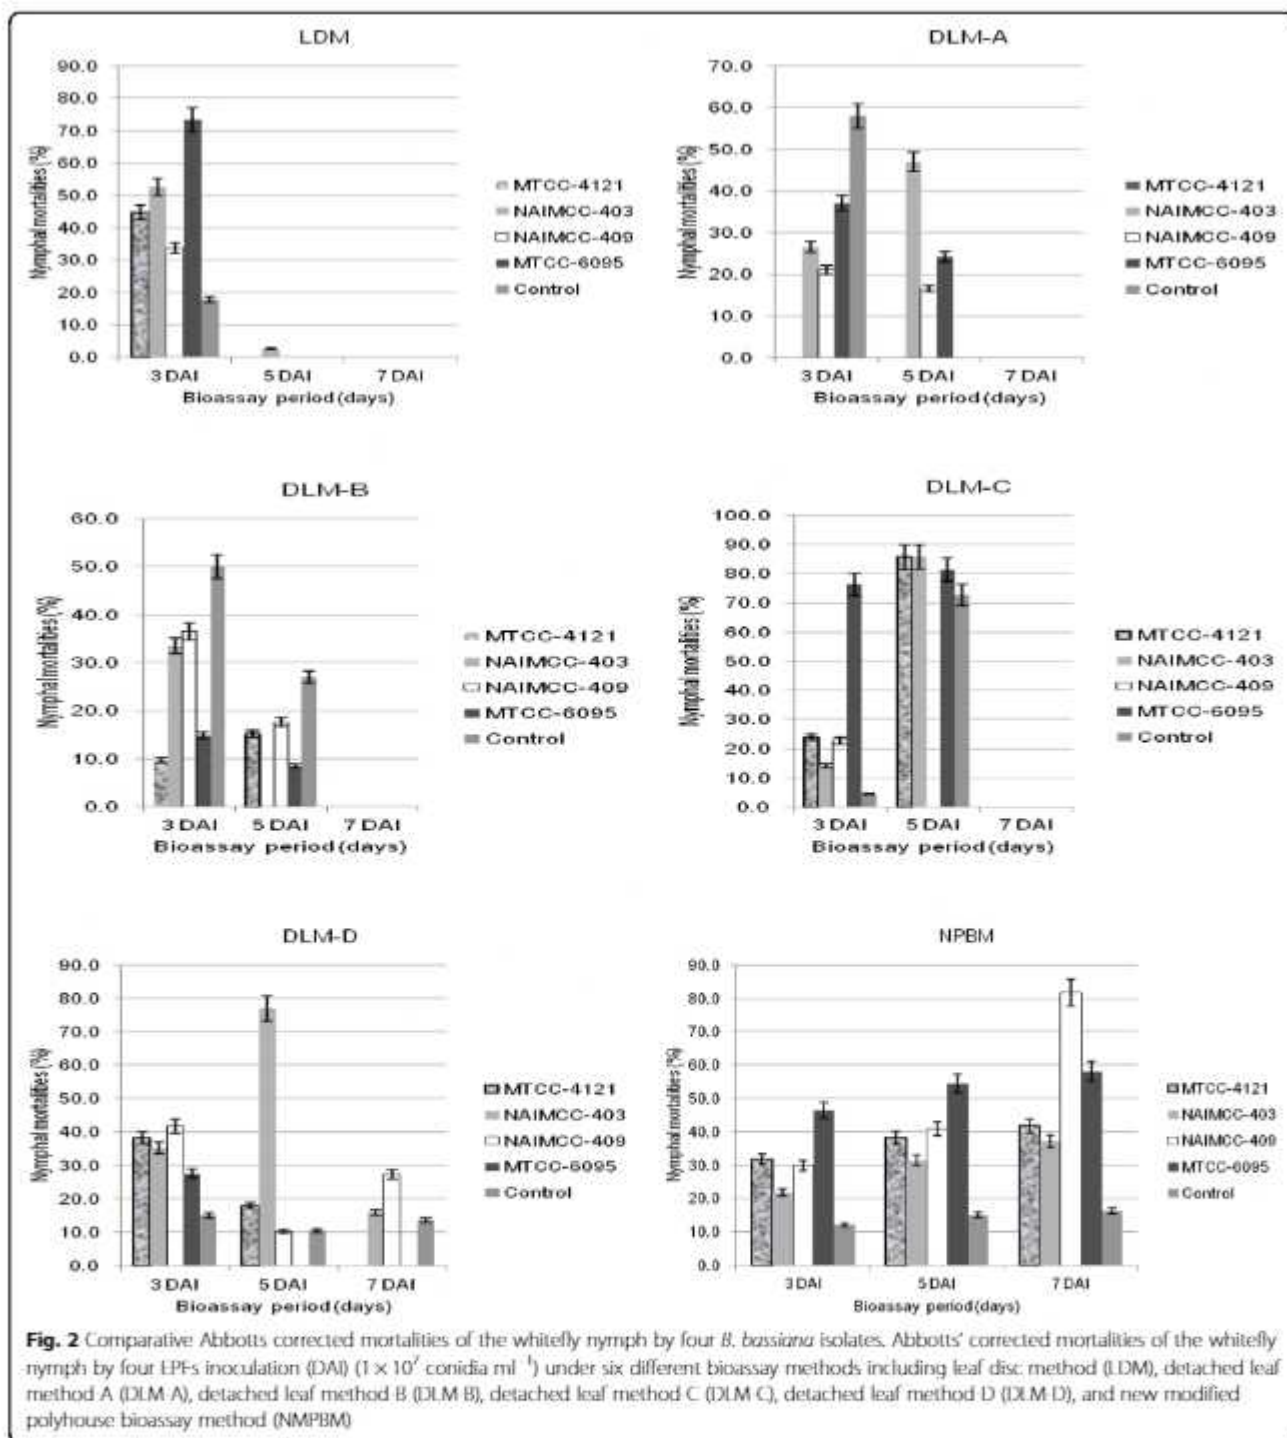 LDM
90.0
80.0
70.0
60.0
50.0
40.0
30.0
20.0
10.0
0.0
Nymphal mortalities (%)
3 DAI 5 DAI 7 DAI
Bioassay period (days)
MTCC-4121
NAIMCC-403
NAIMCC-409
MTCC-6095
Control
DLM-A
70.0
60.0
50.0
40.0
30.0
20.0
10.0
0.0
Nymphal mortalities (%)
3 DAI 5 DAI 7 DAI
Bioassay period (days)
MTCC-4121
NAIMCC-403
NAIMCC-409
MTCC-6095
Control
DLM-B
60.0
50.0
40.0
30.0
20.0
10.0
0.0
Nymphal mortalities (%)
3 DAI 5 DAI 7 DAI
Bioassay period (days)
MTCC-4121
NAIMCC-403
NAIMCC-409
MTCC-6095
Control
DLM-C
100.0
90.0
80.0
70.0
60.0
50.0
40.0
30.0
20.0
10.0
0.0
Nymphal mortalities (%)
3 DAI 5 DAI 7 DAI
Bioassay period (days)
MTCC-4121
NAIMCC-403
NAIMCC-409
MTCC-6095
Control
DLM-D
90.0
80.0
70.0
60.0
50.0
40.0
30.0
20.0
10.0
0.0
Nymphal mortalities (%)
3 DAI 5 DAI 7 DAI
Bioassay period (days)
MTCC-4121
NAIMCC-403
NAIMCC-409
MTCC-6095
Control
NPBM
90.0
80.0
70.0
60.0
50.0
40.0
30.0
20.0
10.0
0.0
Nymphal mortalities (%)
3 DAI 5 DAI 7 DAI
Bioassay period (days)
MTCC-4121
NAIMCC-403
NAIMCC-409
MTCC-6095
Control
Fig. 2 Comparative Abbotts corrected mortalities of the whitefly nymph by four B. bassiana isolates. Abbotts' corrected mortalities of the whitefly
nymph by four EPFs inoculation (DAI) (1 × 10⁷ conidia ml⁻¹) under six different bioassay methods including leaf disc method (LDM), detached leaf
method A (DLM-A), detached leaf method B (DLM-B), detached leaf method C (DLM-C), detached leaf method D (DLM-D), and new modified
polyhouse bioassay method (NMPBM)